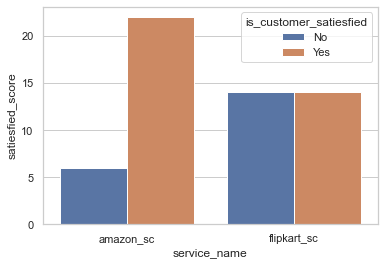 is_customer_satiesfied
No
Yes
20
15
10
5
0
satiesfied_score
amazon_sc
flipkart_sc
service_name